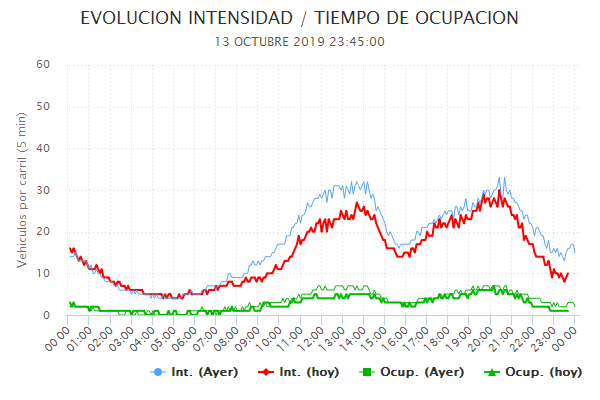 EVOLUCION INTENSIDAD / TIEMPO DE OCUPACION
13 OCTUBRE 2019 23:45:00
Vehículos por carril (5 min)
60
50
40
30
20
10
0
00:00 01:00 02:00 03:00 04:00 05:00 06:00 07:00 08:00 09:00 10:00 11:00 12:00 13:00 14:00 15:00 16:00 17:00 18:00 19:00 20:00 21:00 22:00 23:00 00:00
Int. (Ayer) Int. (hoy) Ocup. (Ayer) Ocup. (hoy)